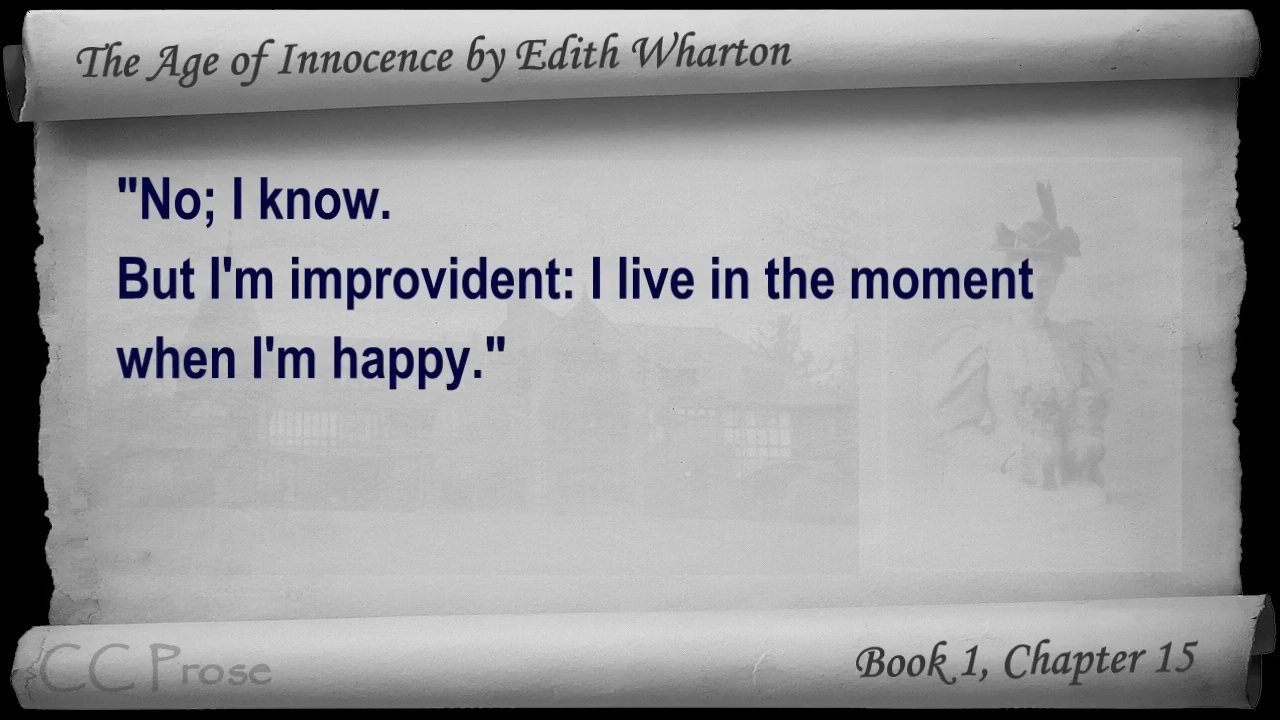 The Age of Innocence by Edith Wharton
"No; I know.
But I'm improvident: I live in the moment
when I'm happy."
CC Prose
Book 1, Chapter 15